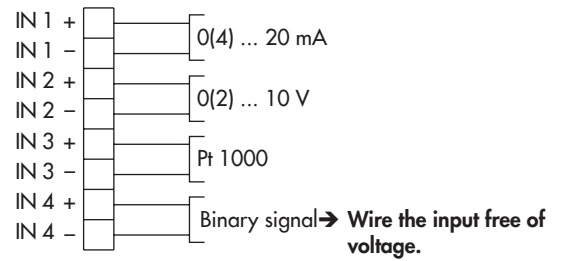 IN 1 +
0(4) ... 20 mA
IN 1 –
IN 2 +
0(2) ... 10 V
IN 2 –
IN 3 +
Pt 1000
IN 3 –
IN 4 +
Binary signal➔ Wire the input free of
IN 4 –
voltage.